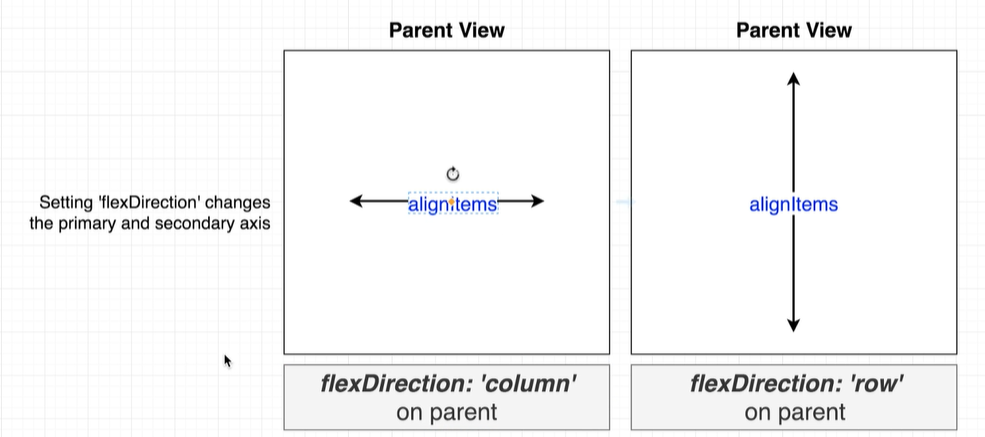 Parent View
Parent View
Setting 'flexDirection' changes
the primary and secondary axis
alignItems
alignItems
flexDirection: 'column'
on parent
flexDirection: 'row'
on parent